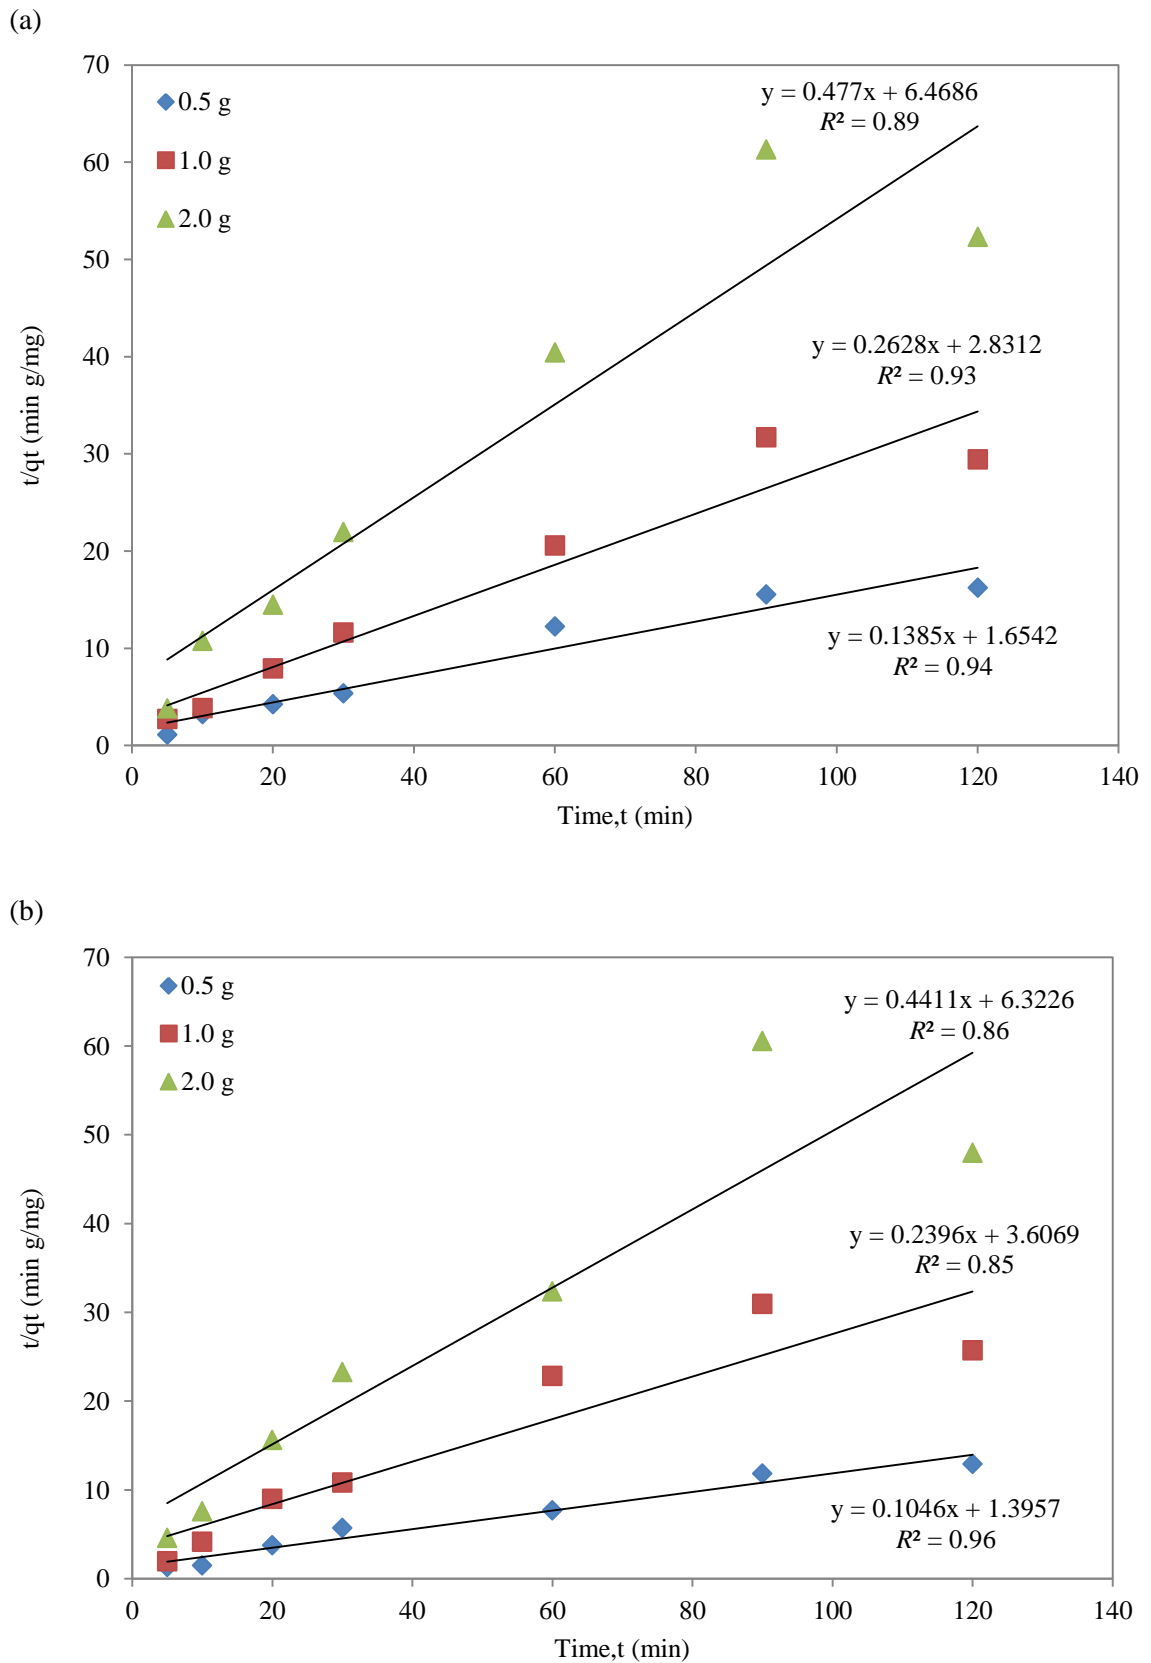 (a)
70
60
50
40
30
20
10
0
t/qt (min g/mg)
0.5 g
1.0 g
2.0 g
y = 0.477x + 6.4686
R² = 0.89
y = 0.2628x + 2.8312
R² = 0.93
y = 0.1385x + 1.6542
R² = 0.94
0 20 40 60 80 100 120 140
Time,t (min)
(b)
70
60
50
40
30
20
10
0
t/qt (min g/mg)
0.5 g
1.0 g
2.0 g
y = 0.4411x + 6.3226
R² = 0.86
y = 0.2396x + 3.6069
R² = 0.85
y = 0.1046x + 1.3957
R² = 0.96
0 20 40 60 80 100 120 140
Time,t (min)